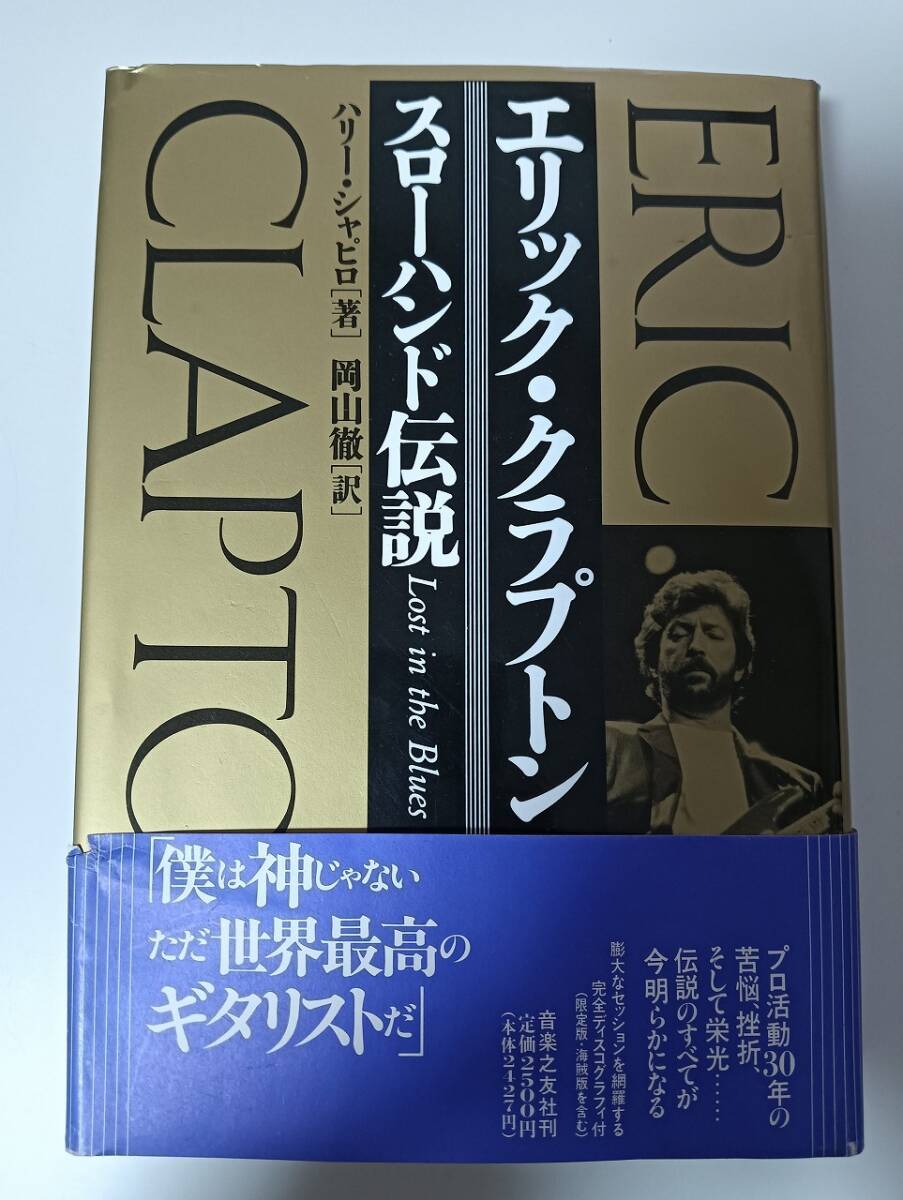 ERIC
CLAPTO
エリック・クラプトン
スローハンド伝説
Lost in the Blues
ハリー・シャピロ[著] 岡山徹[訳]
「僕は神じゃない
ただ世界最高の
ギタリストだ」
プロ活動30年の
苦悩、挫折、
そして栄光……
伝説のすべてが
今明らかになる
膨大なセッションを網羅する
完全ディスコグラフィ付
(限定版・海賊版を含む)
音楽之友社刊
定価2500円
(本体2427円)